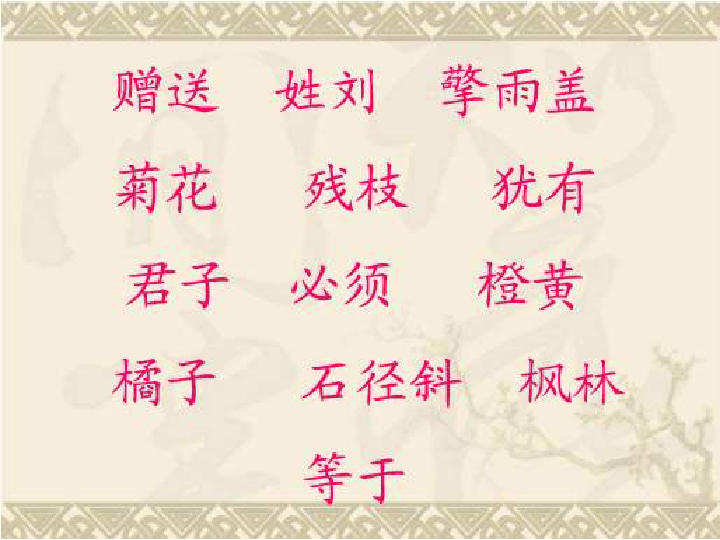 赠送 姓刘 擎雨盖
菊花 残枝 犹有
君子 必须 橙黄
橘子 石径斜 枫林
等于